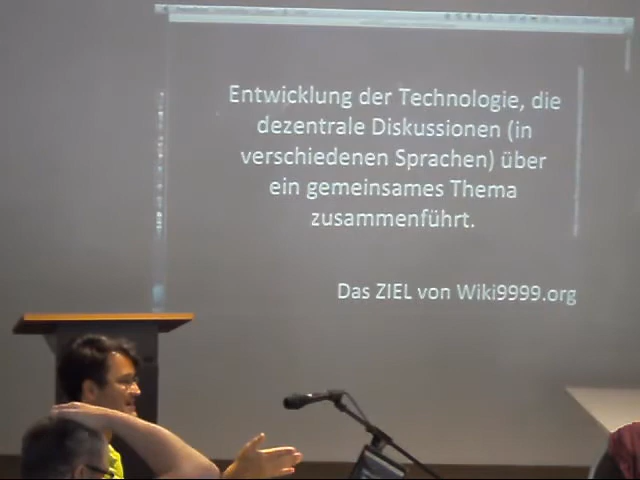 Entwicklung der Technologie, die
dezentrale Diskussionen (in
verschiedenen Sprachen) über
ein gemeinsames Thema
zusammenführt.
Das ZIEL von Wiki9999.org